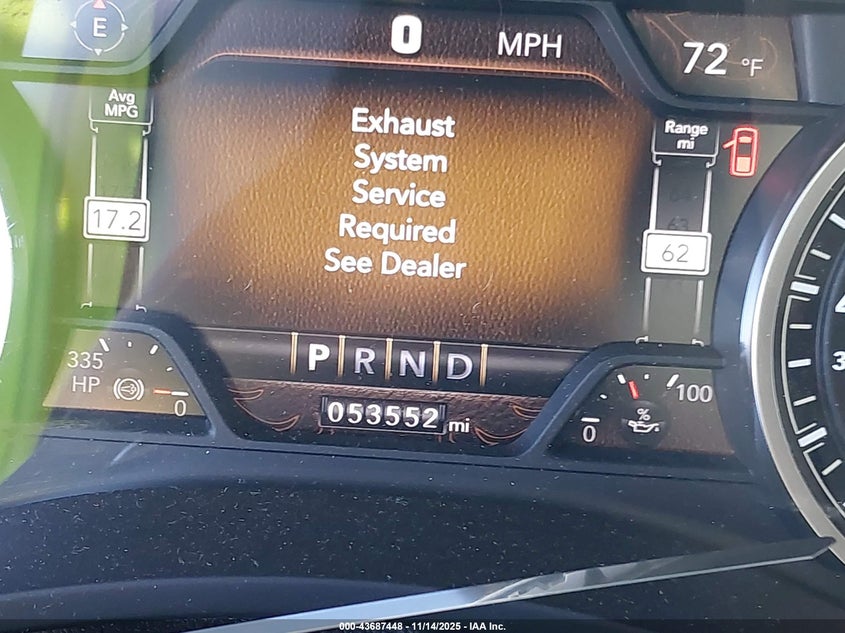 E
0 MPH
72 °F
Avg
MPG
17.2
Exhaust
System
Service
Required
See Dealer
Range
mi
63
62
335
HP
0
P R N D
053552 mi
0
%
100
000-43687448 - 11/14/2025 - IAA Inc.